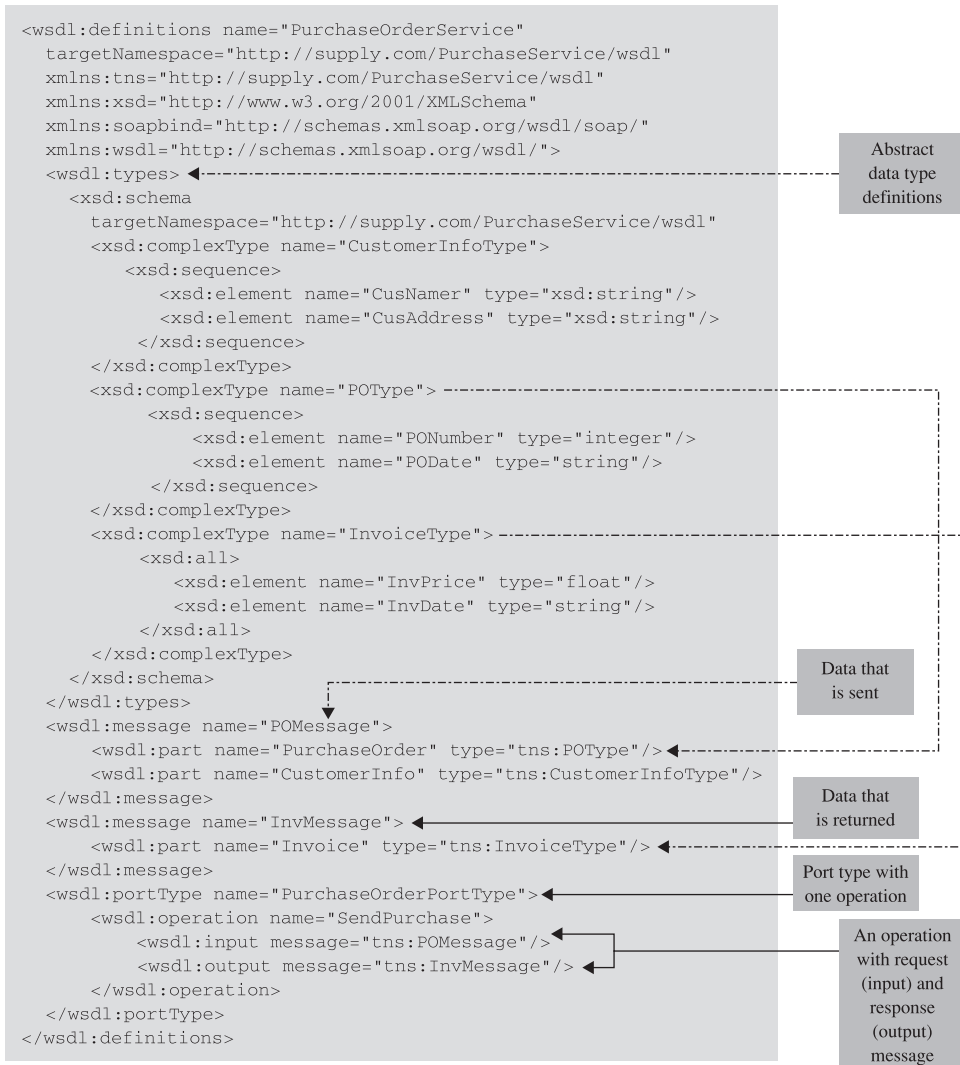 <wsdl:definitions name="PurchaseOrderService"
targetNamespace="http://supply.com/PurchaseService/wsdl"
xmlns:tns="http://supply.com/PurchaseService/wsdl"
xmlns:xsd="http://www.w3.org/2001/XMLSchema"
xmlns:soapbind="http://schemas.xmlsoap.org/wsdl/soap/"
xmlns:wsdl="http://schemas.xmlsoap.org/wsdl/">
<wsdl:types>
<xsd:schema
targetNamespace="http://supply.com/PurchaseService/wsdl"
<xsd:complexType name="CustomerInfoType">
<xsd:sequence>
<xsd:element name="CusNamer" type="xsd:string"/>
<xsd:element name="CusAddress" type="xsd:string"/>
</xsd:sequence>
</xsd:complexType>
<xsd:complexType name="POType">
<xsd:sequence>
<xsd:element name="PONumber" type="integer"/>
<xsd:element name="PODate" type="string"/>
</xsd:sequence>
</xsd:complexType>
<xsd:complexType name="InvoiceType">
<xsd:all>
<xsd:element name="InvPrice" type="float"/>
<xsd:element name="InvDate" type="string"/>
</xsd:all>
</xsd:complexType>
</xsd:schema>
</wsdl:types>
<wsdl:message name="POMessage">
<wsdl:part name="PurchaseOrder" type="tns:POType"/>
<wsdl:part name="CustomerInfo" type="tns:CustomerInfoType"/>
</wsdl:message>
<wsdl:message name="InvMessage">
<wsdl:part name="Invoice" type="tns:InvoiceType"/>
</wsdl:message>
<wsdl:portType name="PurchaseOrderPortType">
<wsdl:operation name="SendPurchase">
<wsdl:input message="tns:POMessage"/>
<wsdl:output message="tns:InvMessage"/>
</wsdl:operation>
</wsdl:portType>
</wsdl:definitions>
Abstract
data type
definitions
Data that
is sent
Data that
is returned
Port type with
one operation
An operation
with request
(input) and
response
(output)
message